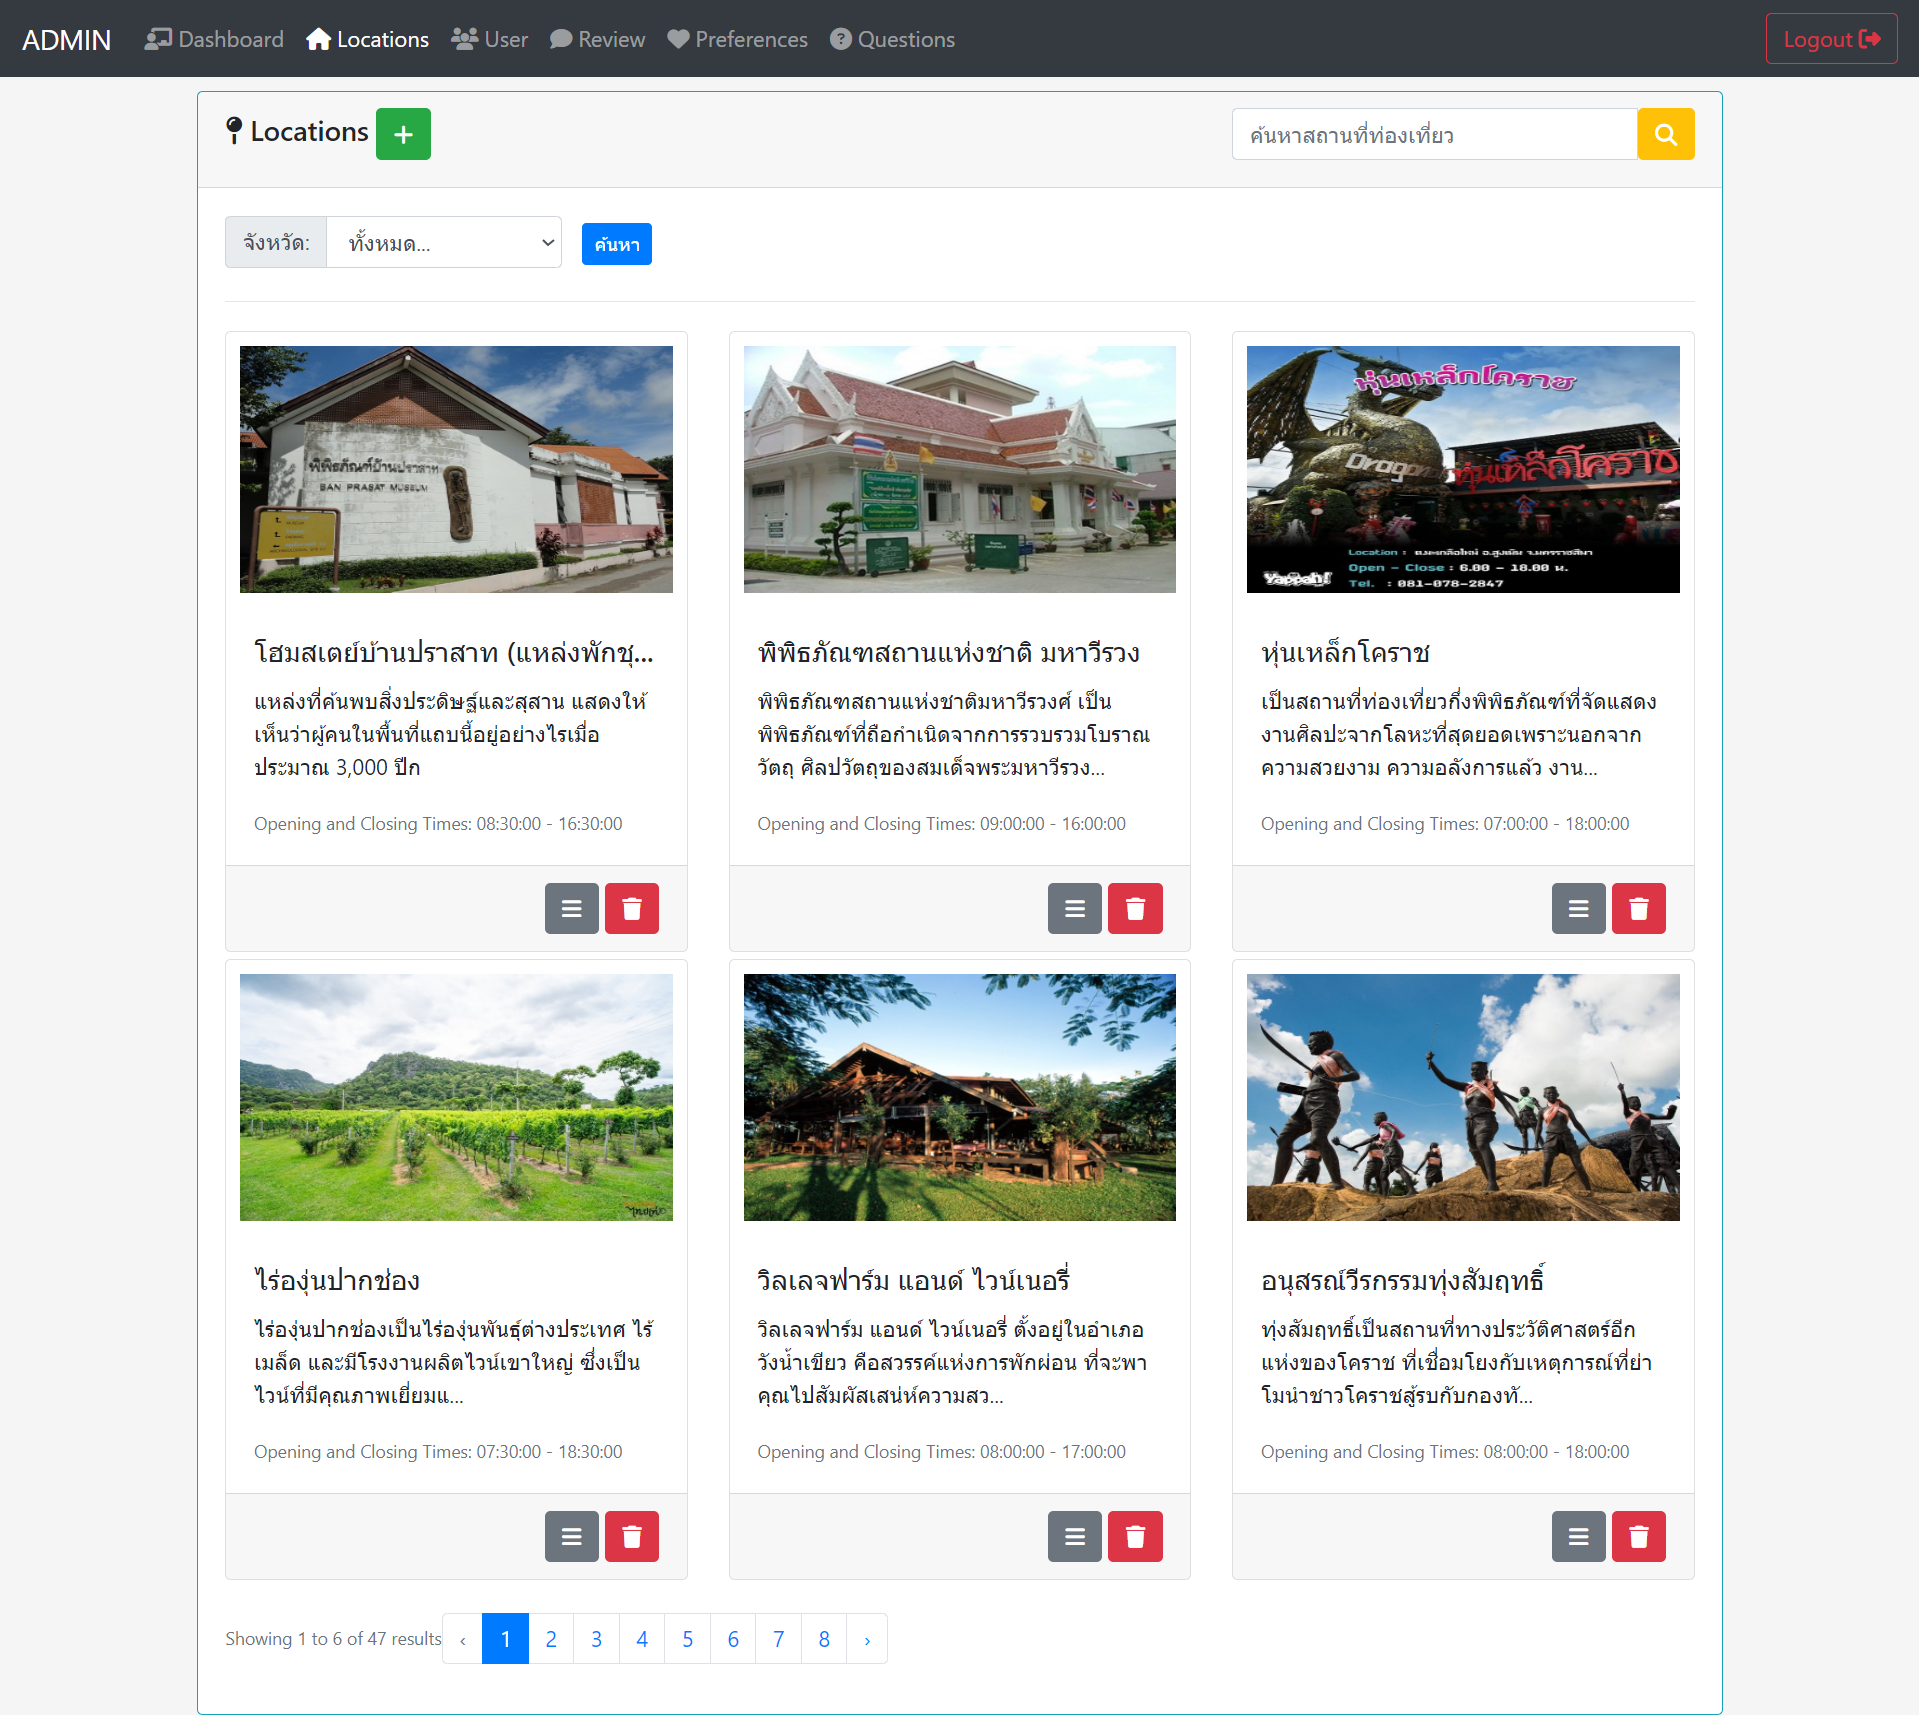 ADMIN Dashboard Locations User Review Preferences Questions Logout
Locations
ค้นหาสถานที่ท่องเที่ยว
จังหวัด: ทั้งหมด... ค้นหา
พิพิธภัณฑ์บ้านปราสาท
BAN PRASAT MUSEUM
หุ่นเหล็กโคราช
Dragon
หุ่นเหล็กโคราช
Location : ต.มะเกลือใหม่ อ.สูงเนิน จ.นครราชสีมา
Open - Close : 6.00 - 18.00 น.
Yappah!
Tel. : 081-078-2847
โฮมสเตย์บ้านปราสาท (แหล่งพักชุ...
แหล่งที่ค้นพบสิ่งประดิษฐ์และสุสาน แสดงให้
เห็นว่าผู้คนในพื้นที่แถบนี้อยู่อย่างไรเมื่อ
ประมาณ 3,000 ปีก
Opening and Closing Times: 08:30:00 - 16:30:00
พิพิธภัณฑสถานแห่งชาติ มหาวีรวง
พิพิธภัณฑสถานแห่งชาติมหาวีรวงศ์ เป็น
พิพิธภัณฑ์ที่ถือกำเนิดจากการรวบรวมโบราณ
วัตถุ ศิลปวัตถุของสมเด็จพระมหาวีรวง...
Opening and Closing Times: 09:00:00 - 16:00:00
หุ่นเหล็กโคราช
เป็นสถานที่ท่องเที่ยวกึ่งพิพิธภัณฑ์ที่จัดแสดง
งานศิลปะจากโลหะที่สุดยอดเพราะนอกจาก
ความสวยงาม ความอลังการแล้ว งาน...
Opening and Closing Times: 07:00:00 - 18:00:00
ไร่องุ่นปากช่อง
ไร่องุ่นปากช่องเป็นไร่องุ่นพันธุ์ต่างประเทศ ไร้
เมล็ด และมีโรงงานผลิตไวน์เขาใหญ่ ซึ่งเป็น
ไวน์ที่มีคุณภาพเยี่ยมแ...
Opening and Closing Times: 07:30:00 - 18:30:00
วิลเลจฟาร์ม แอนด์ ไวน์เนอรี่
วิลเลจฟาร์ม แอนด์ ไวน์เนอรี่ ตั้งอยู่ในอำเภอ
วังน้ำเขียว คือสวรรค์แห่งการพักผ่อน ที่จะพา
คุณไปสัมผัสเสน่ห์ความสว...
Opening and Closing Times: 08:00:00 - 17:00:00
อนุสรณ์วีรกรรมทุ่งสัมฤทธิ์
ทุ่งสัมฤทธิ์เป็นสถานที่ทางประวัติศาสตร์อีก
แห่งของโคราช ที่เชื่อมโยงกับเหตุการณ์ที่ย่า
โมนำชาวโคราชสู้รบกับกองทั...
Opening and Closing Times: 08:00:00 - 18:00:00
Showing 1 to 6 of 47 results ‹ 1 2 3 4 5 6 7 8 ›